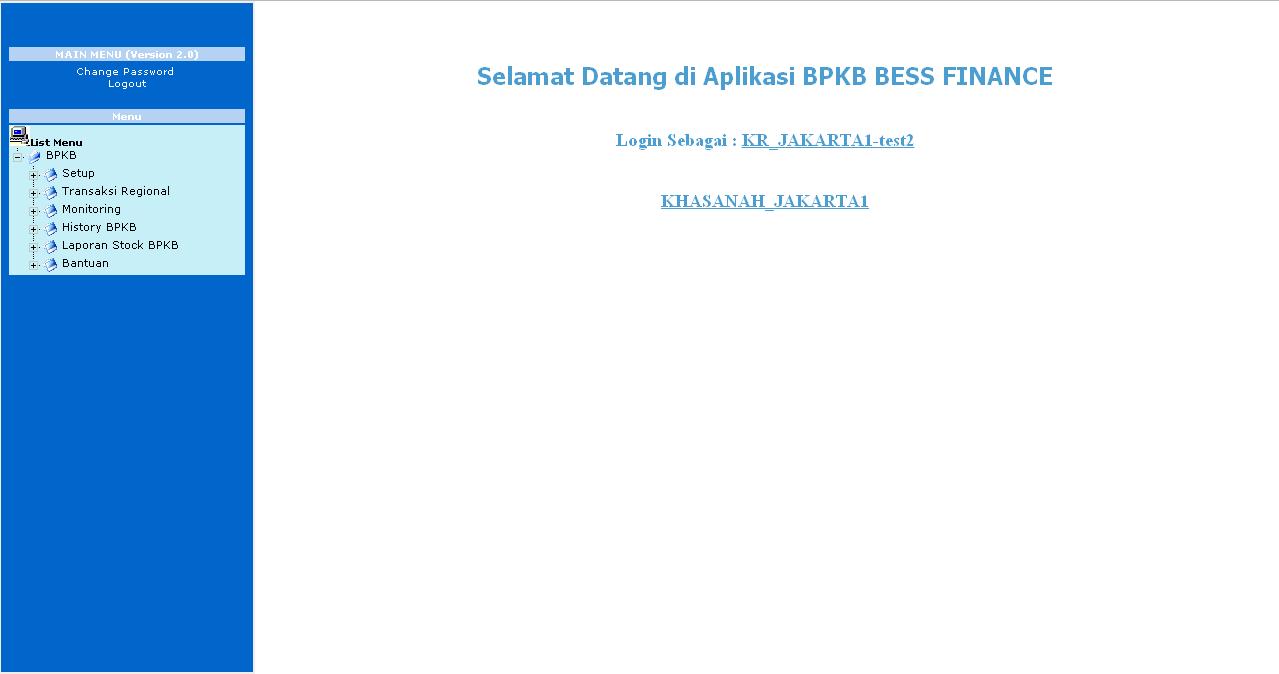 MAIN MENU (Version 2.0)
Change Password
Logout
Menu
List Menu
BPKB
Setup
Transaksi Regional
Monitoring
History BPKB
Laporan Stock BPKB
Bantuan
Selamat Datang di Aplikasi BPKB BESS FINANCE
Login Sebagai : KR_JAKARTA1-test2
KHASANAH_JAKARTA1